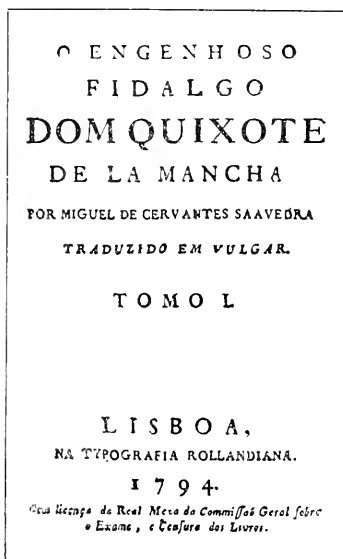 O ENGENHOSO
FIDALGO
DOM QUIXOTE
DE LA MANCHA
POR MIGUEL DE CERVANTES SAAVEDRA
TRADUZIDO EM VULGAR.
TOMO I.
LISBOA,
NA TYPOGRAFIA ROLLANDIANA.
1794.
Com licença da Real Meza da Commissaõ Geral sobre
o Exame, e Censura dos Livros.